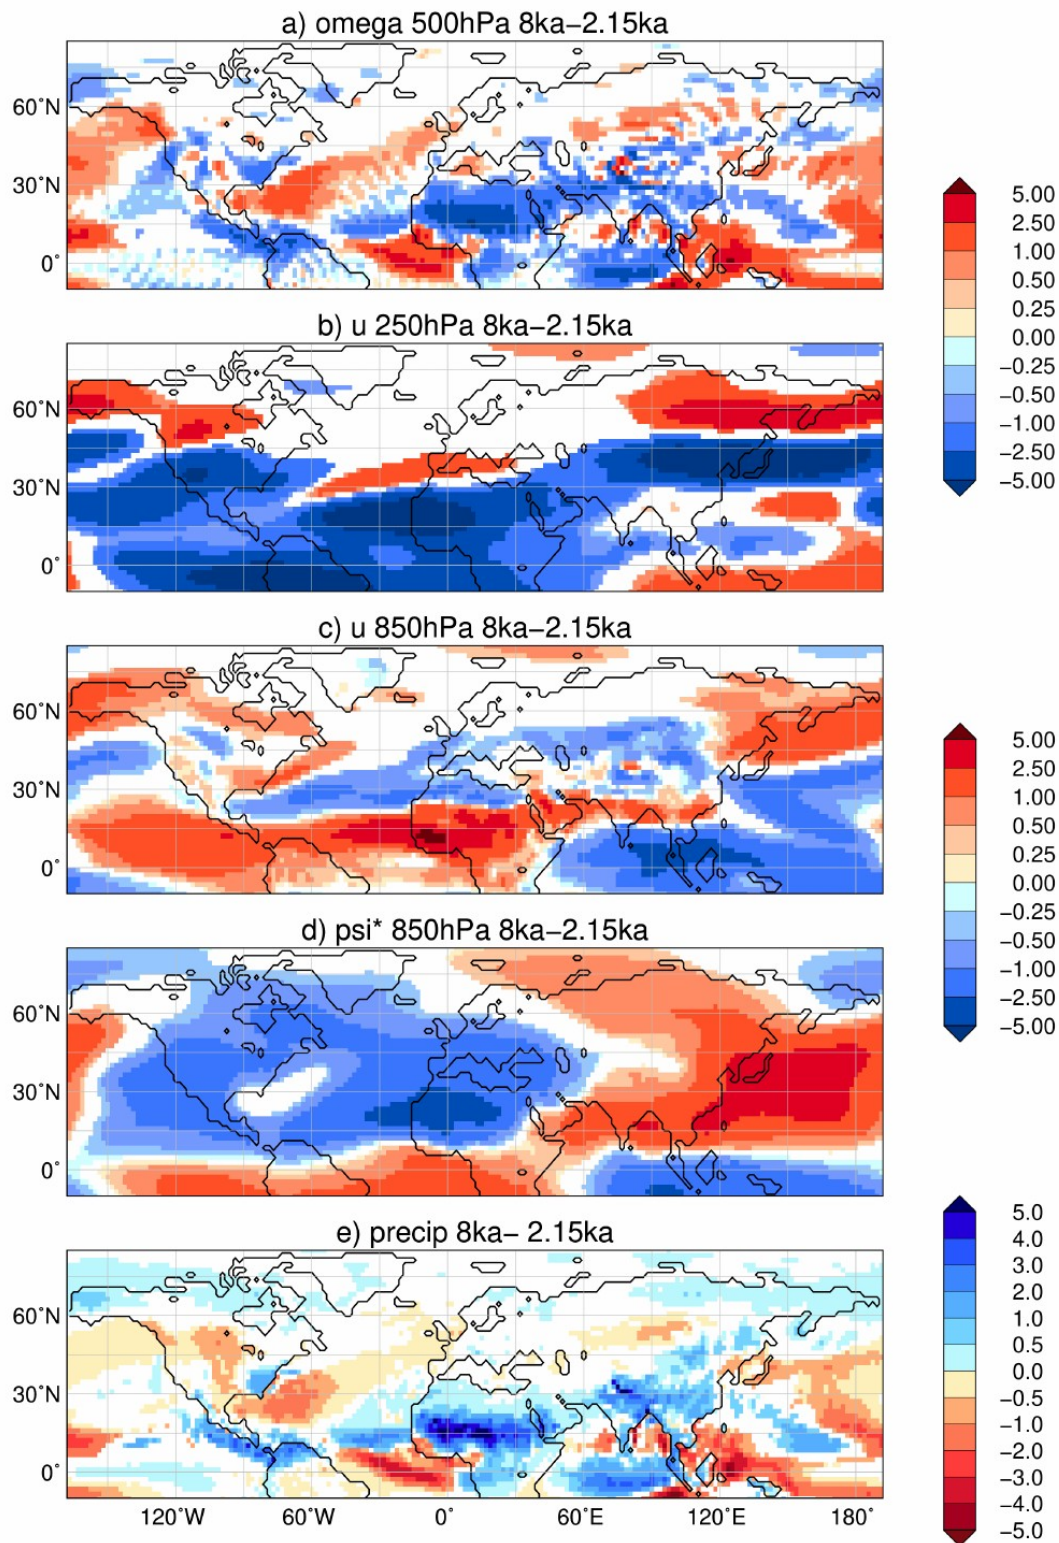 a) omega 500hPa 8ka−2.15ka
60°N
30°N
0°
5.00
2.50
1.00
0.50
0.25
0.00
−0.25
−0.50
−1.00
−2.50
−5.00
b) u 250hPa 8ka−2.15ka
60°N
30°N
0°
c) u 850hPa 8ka−2.15ka
60°N
30°N
0°
5.00
2.50
1.00
0.50
0.25
0.00
−0.25
−0.50
−1.00
−2.50
−5.00
d) psi* 850hPa 8ka−2.15ka
60°N
30°N
0°
e) precip 8ka− 2.15ka
60°N
30°N
0°
120°W 60°W 0° 60°E 120°E 180°
5.0
4.0
3.0
2.0
1.0
0.5
0.0
−0.5
−1.0
−2.0
−3.0
−4.0
−5.0